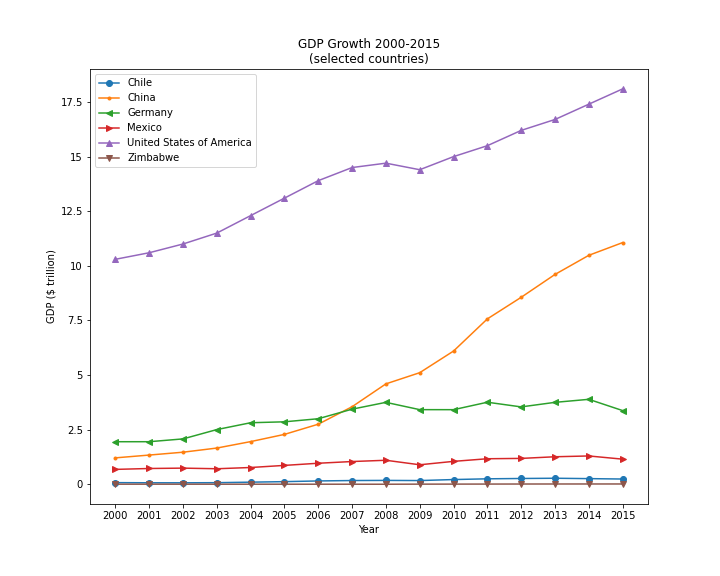 GDP Growth 2000-2015
(selected countries)
Chile
China
Germany
Mexico
United States of America
Zimbabwe
17.5
15
12.5
10
7.5
5
2.5
0
GDP ($ trillion)
2000 2001 2002 2003 2004 2005 2006 2007 2008 2009 2010 2011 2012 2013 2014 2015
Year